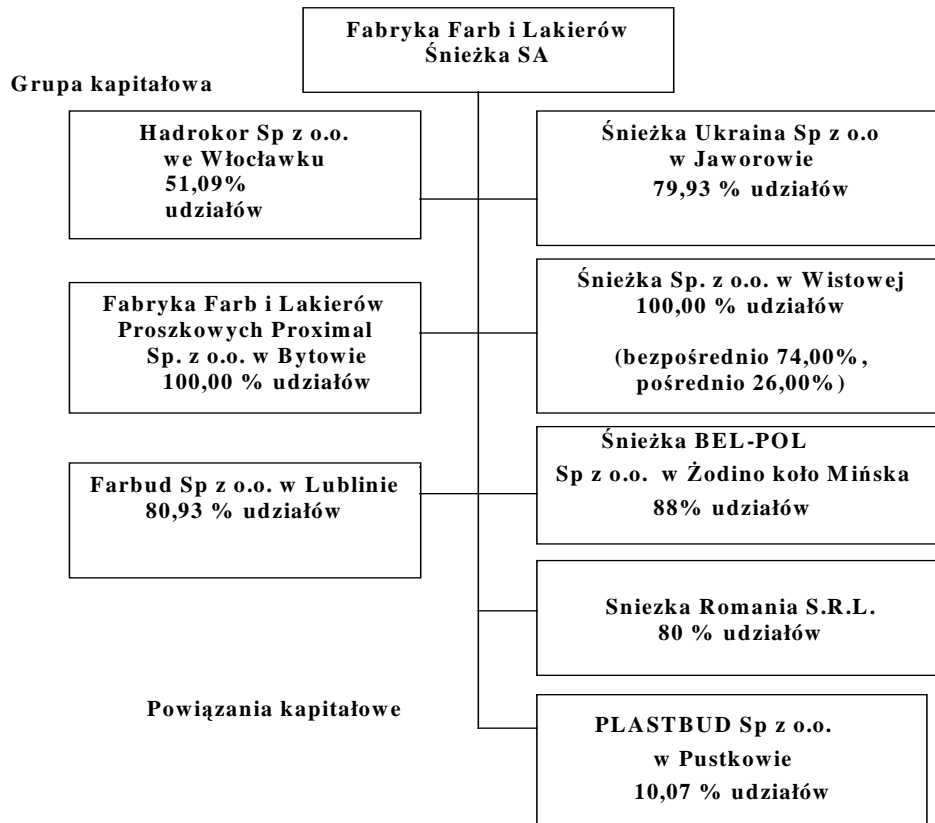 Fabryka Farb i Lakierów
Śnieżka SA
Grupa kapitałowa
Hadrokor Sp z o.o.
we Włocławku
51,09%
udziałów
Śnieżka Ukraina Sp z o.o
w Jaworowie
79,93 % udziałów
Fabryka Farb i Lakierów
Proszkowych Proximal
Sp. z o.o. w Bytowie
100,00 % udziałów
Śnieżka Sp. z o.o. w Wistowej
100,00 % udziałów
(bezpośrednio 74,00%,
pośrednio 26,00%)
Farbud Sp z o.o. w Lublinie
80,93 % udziałów
Śnieżka BEL-POL
Sp z o.o. w Żodino koło Mińska
88% udziałów
Sniezka Romania S.R.L.
80 % udziałów
Powiązania kapitałowe
PLASTBUD Sp z o.o.
w Pustkowie
10,07 % udziałów